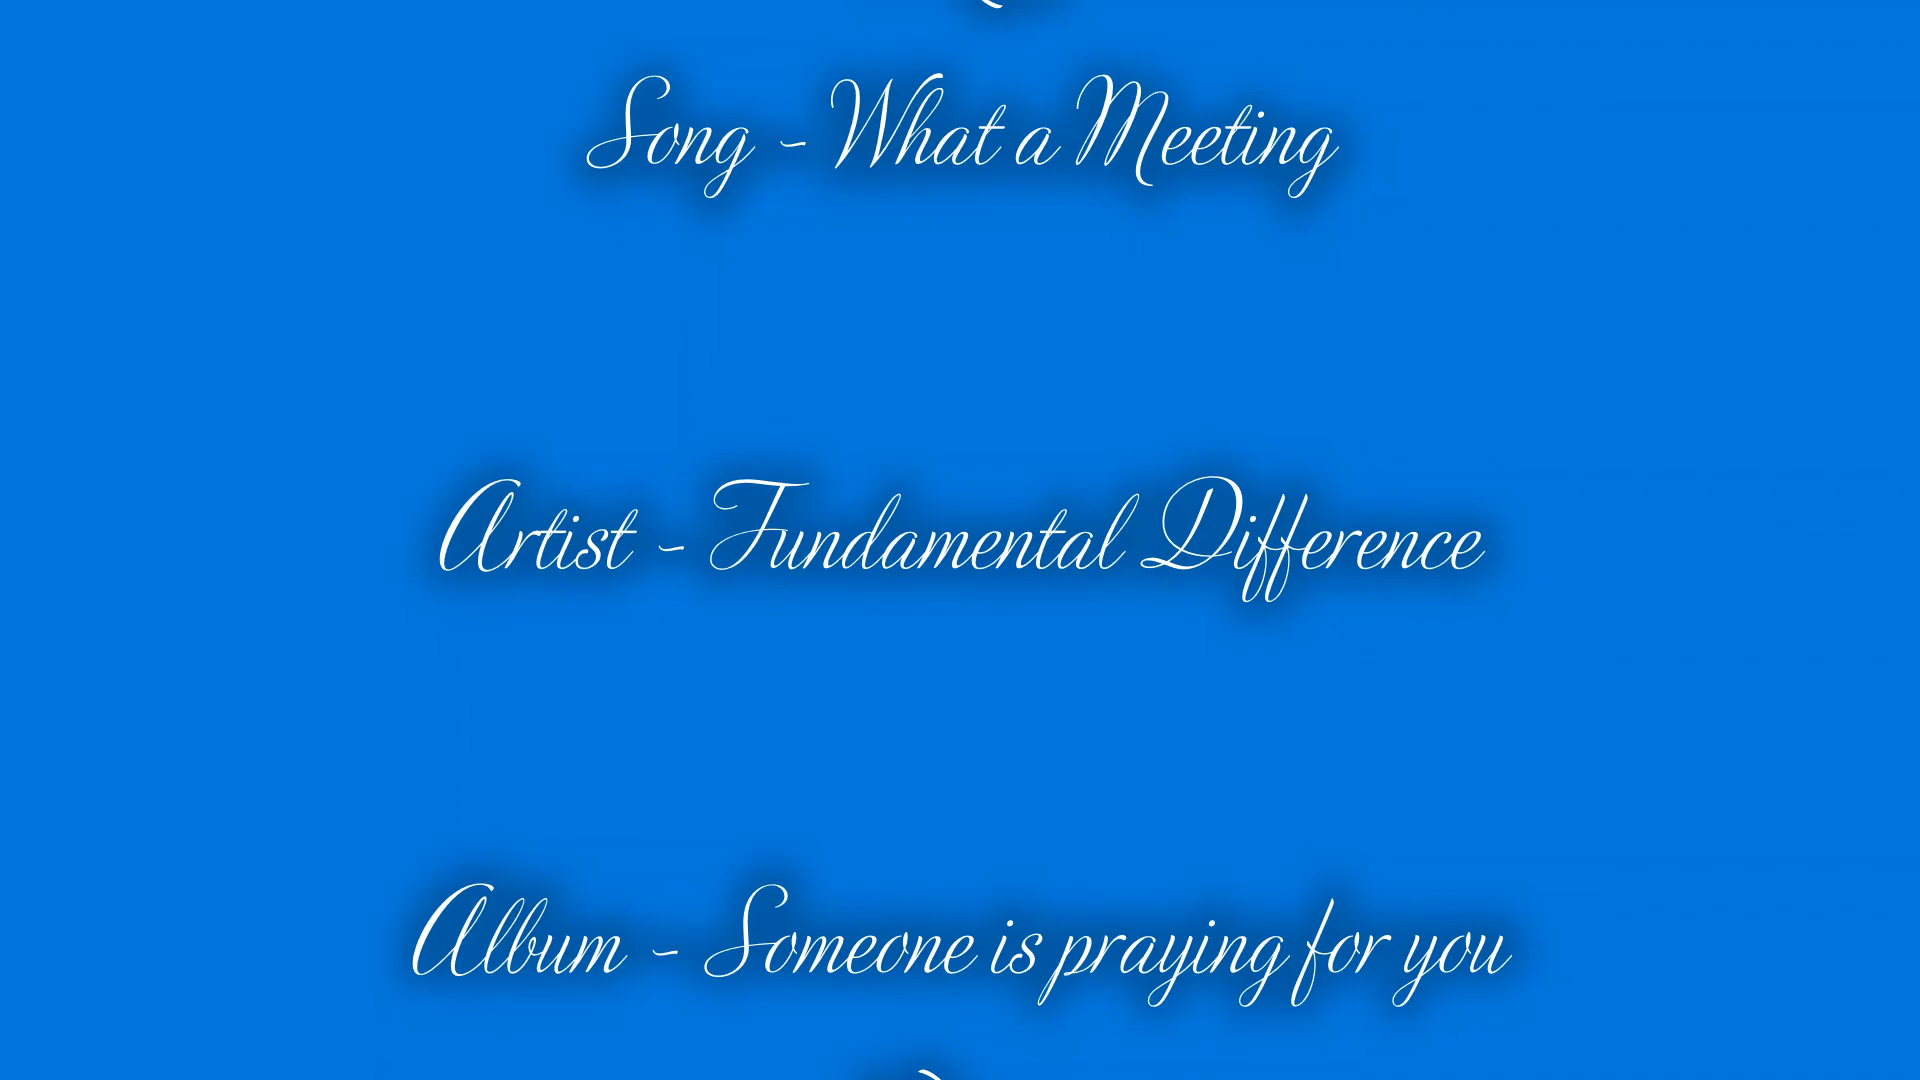 Song - What a Meeting
Artist - Fundamental Difference
Album - Someone is praying for you